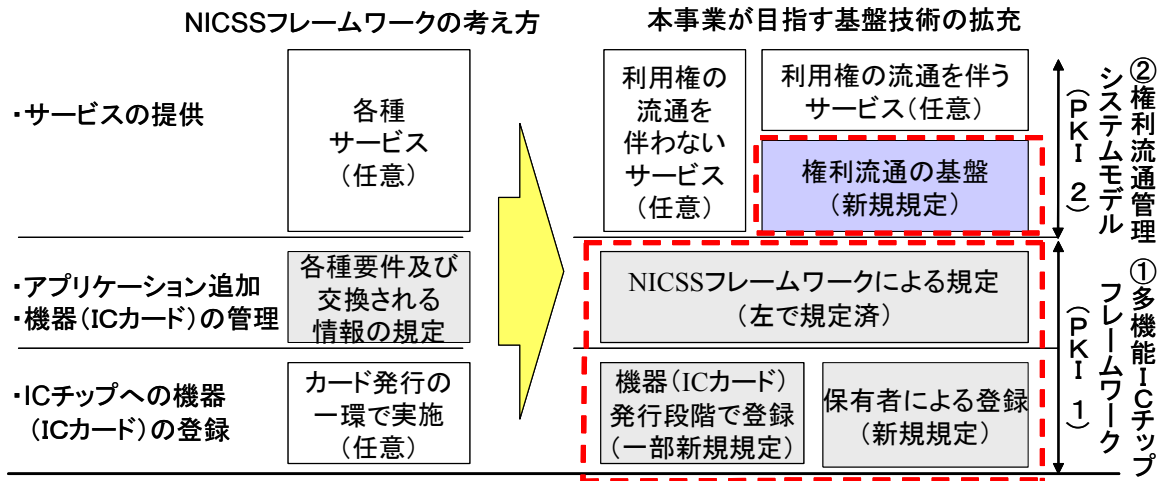 NICSSフレームワークの考え方
本事業が目指す基盤技術の拡充
・サービスの提供
各種
サービス
(任意)
利用権の
流通を
伴わない
サービス
(任意)
利用権の流通を伴う
サービス(任意)
権利流通の基盤
(新規規定)
②権利流通管理
システムモデル
(PKI2)
・アプリケーション追加
・機器(ICカード)の管理
各種要件及び
交換される
情報の規定
NICSSフレームワークによる規定
(左で規定済)
・ICチップへの機器
(ICカード)の登録
カード発行の
一環で実施
(任意)
機器(ICカード)
発行段階で登録
(一部新規規定)
保有者による登録
(新規規定)
①多機能ICチップ
フレームワーク
(PKI1)